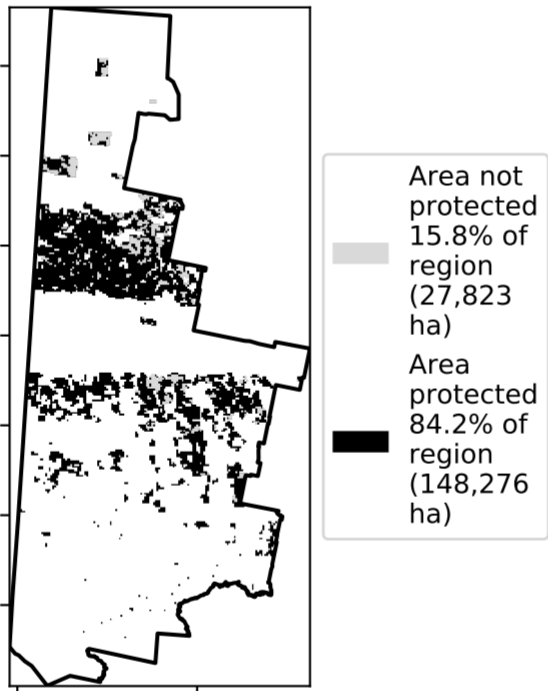 Area not
protected
15.8% of
region
(27,823
ha)
Area
protected
84.2% of
region
(148,276
ha)